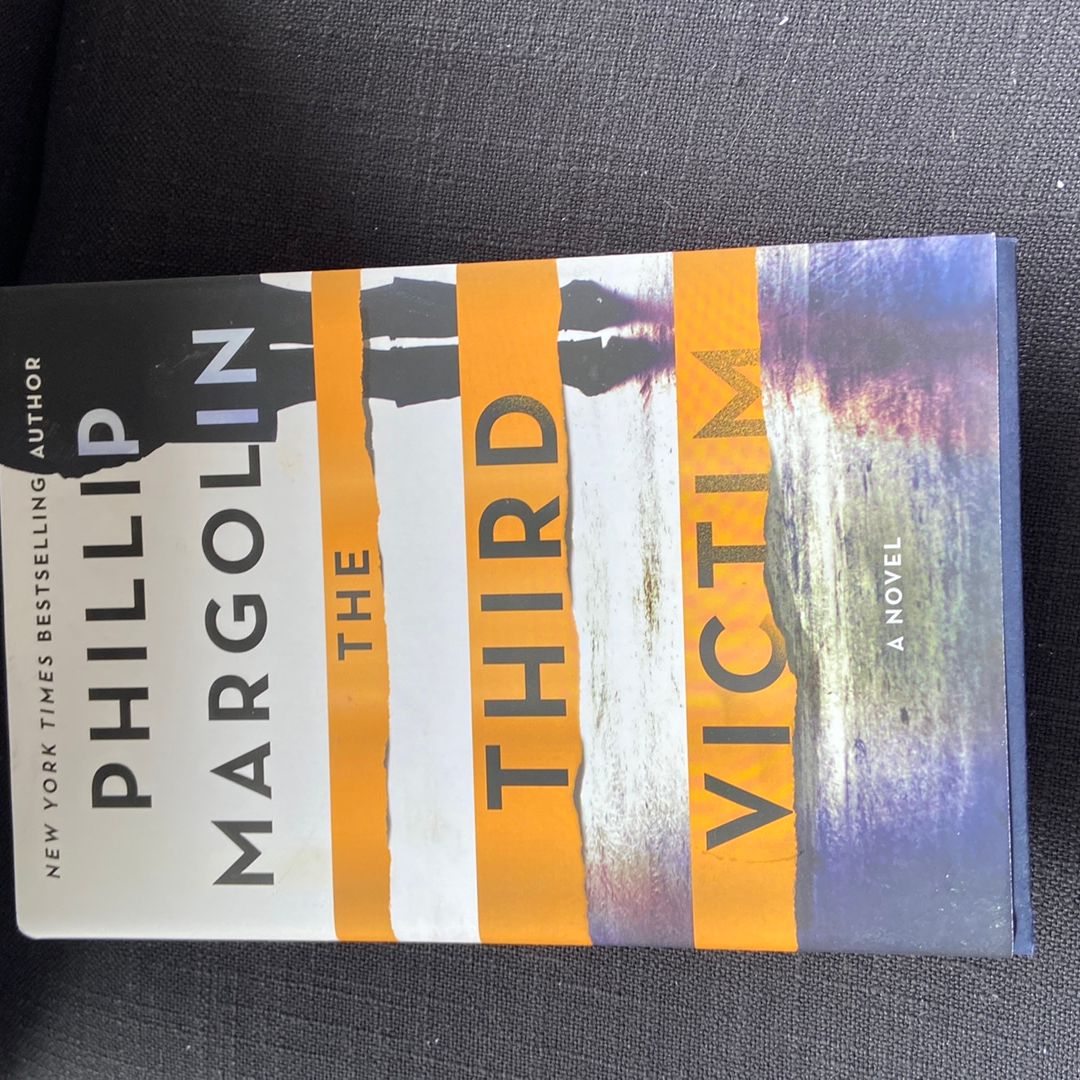 NEW YORK TIMES BESTSELLING AUTHOR
PHILLIP
MARGOLIN
THE
THIRD
VICTIM
A NOVEL